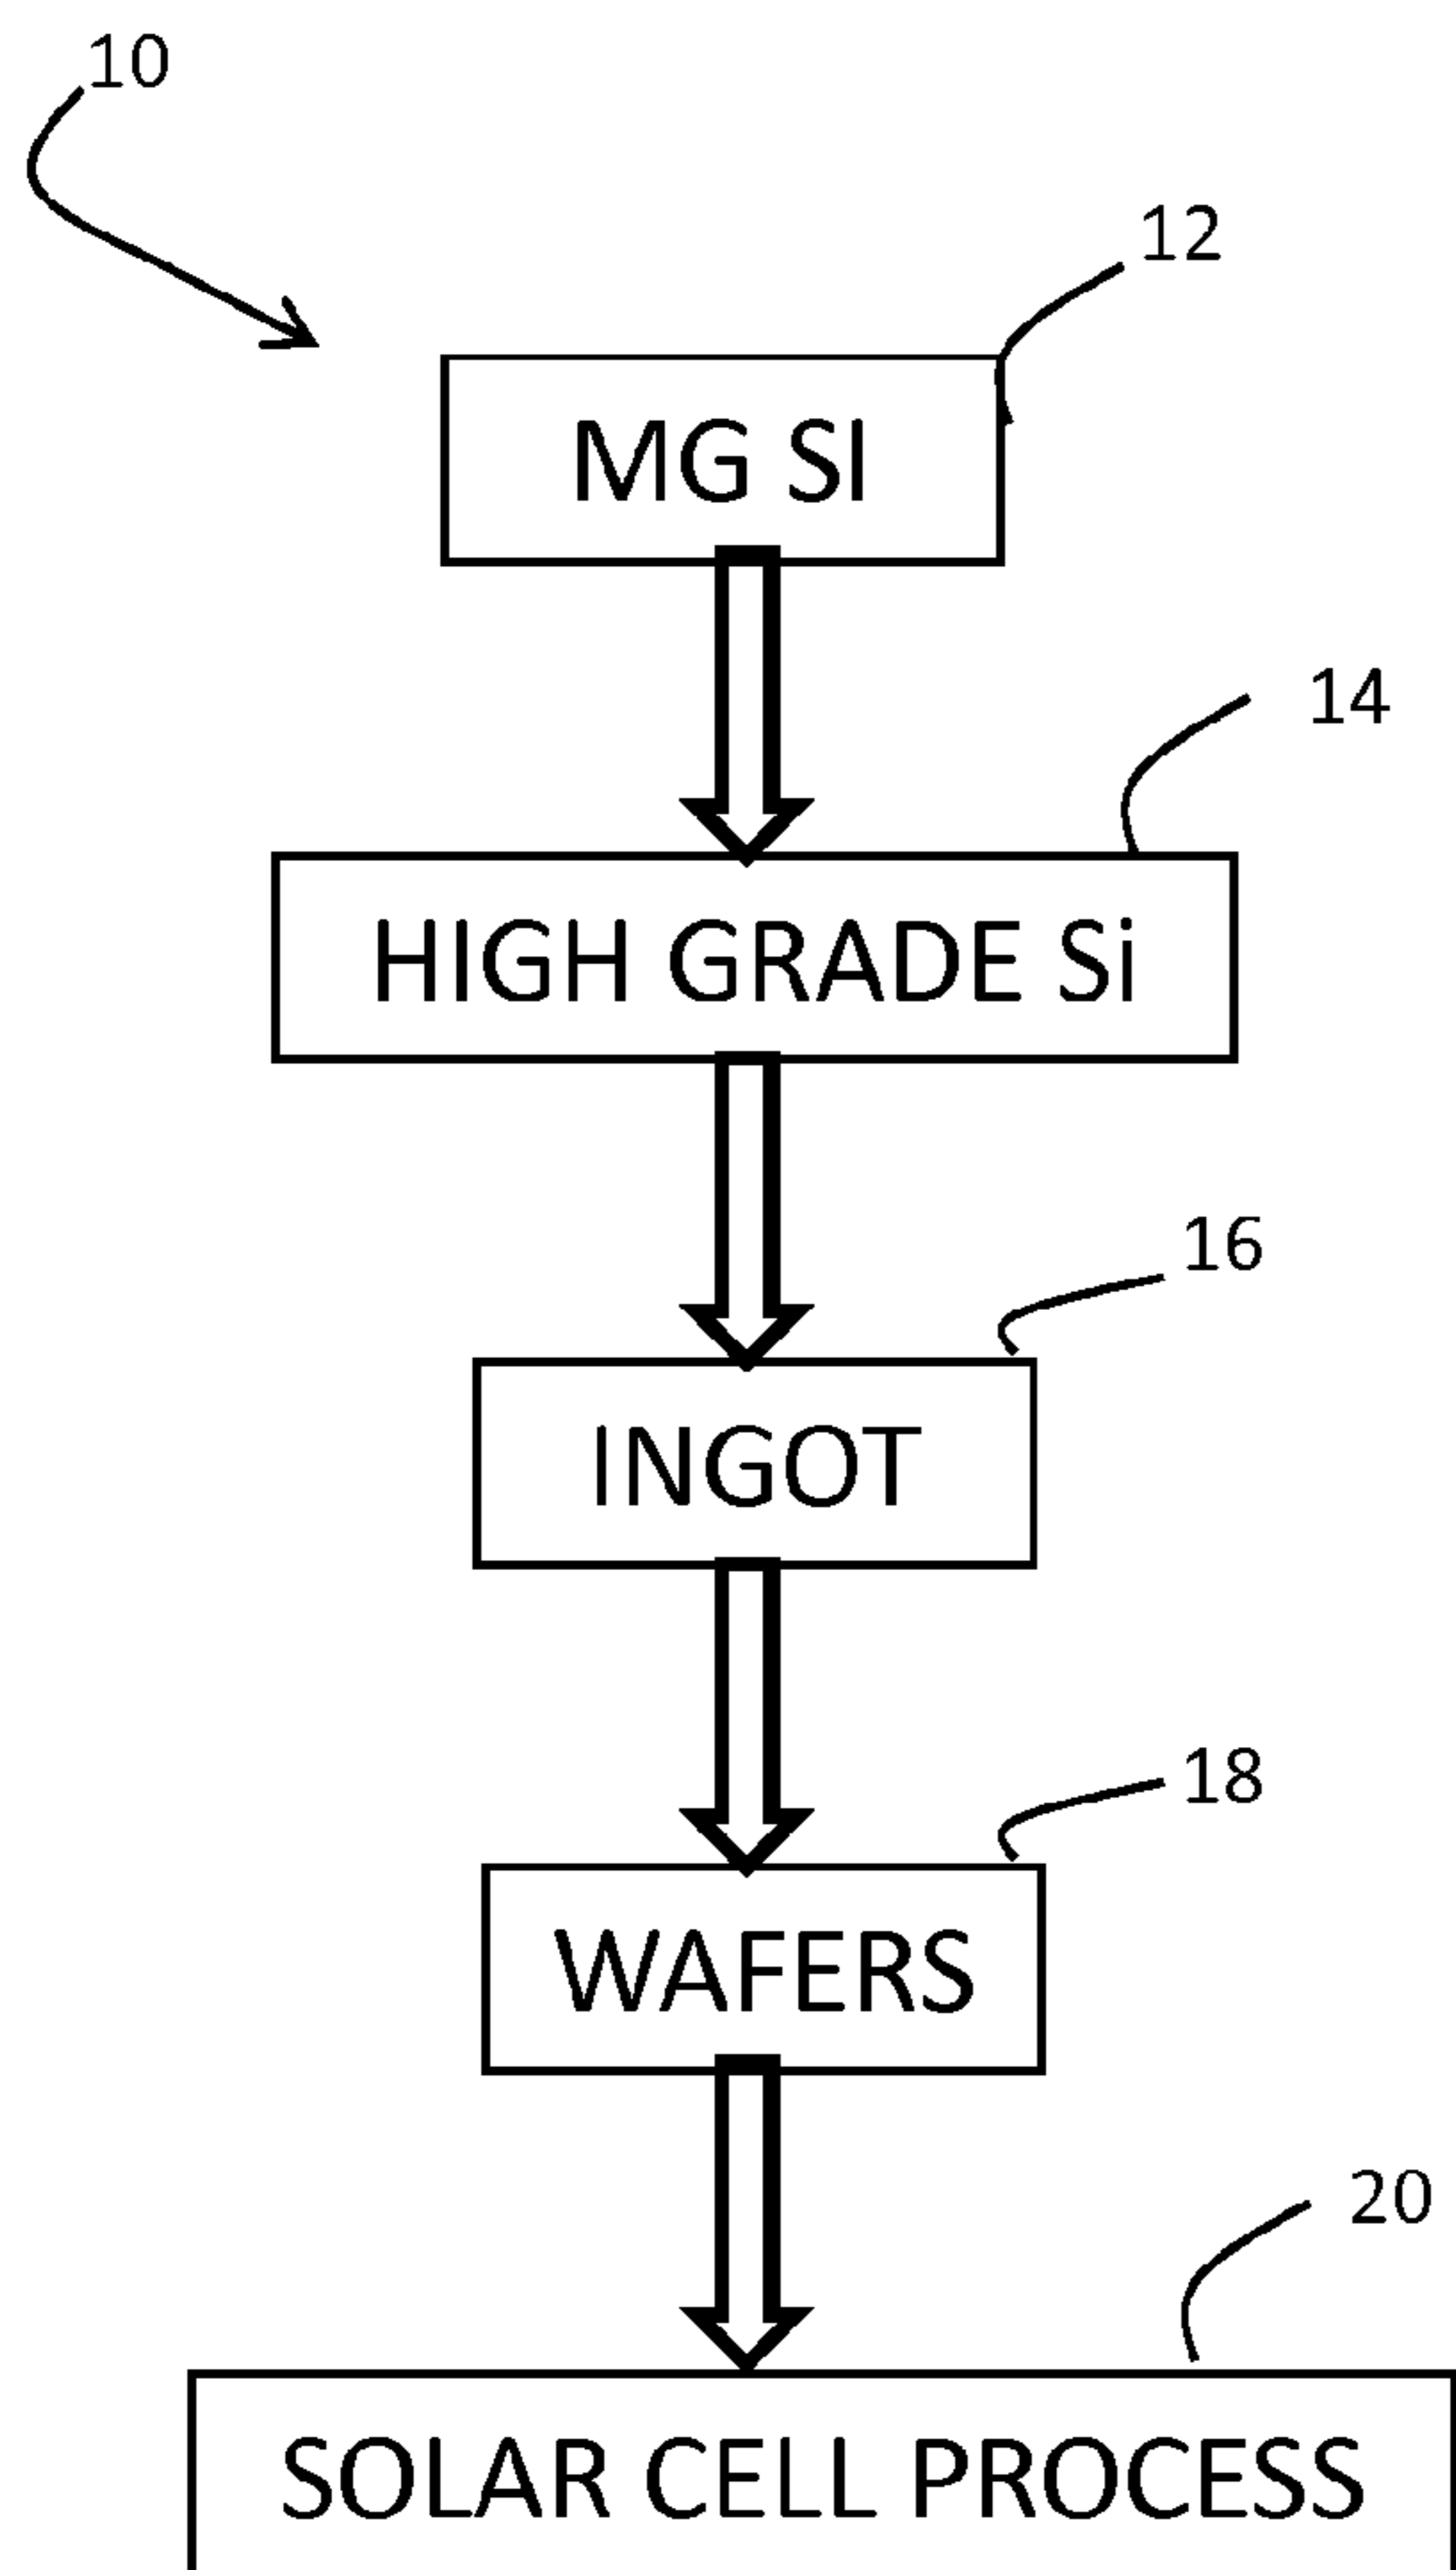 10
12
MG SI
14
HIGH GRADE Si
16
INGOT
18
WAFERS
20
SOLAR CELL PROCESS